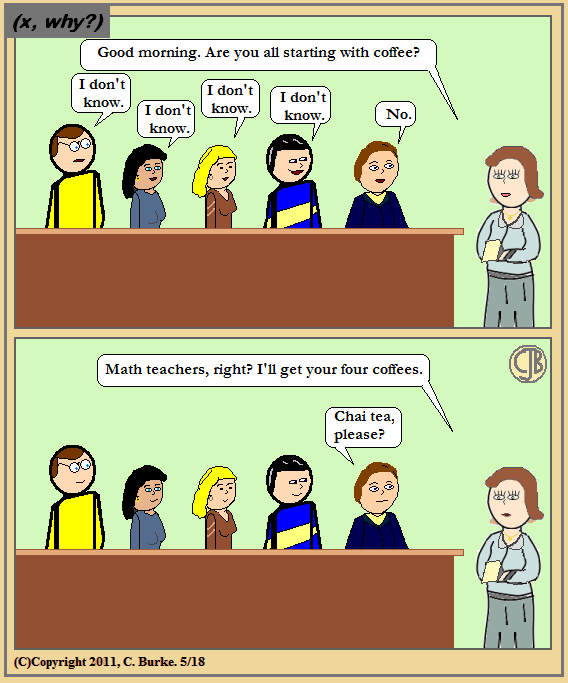 (x, why?)
Good morning. Are you all starting with coffee?
I don't
know.
I don't
know.
I don't
know.
I don't
know.
No.
Math teachers, right? I'll get your four coffees.
CJB
Chai tea,
please?
(C)Copyright 2011, C. Burke. 5/18